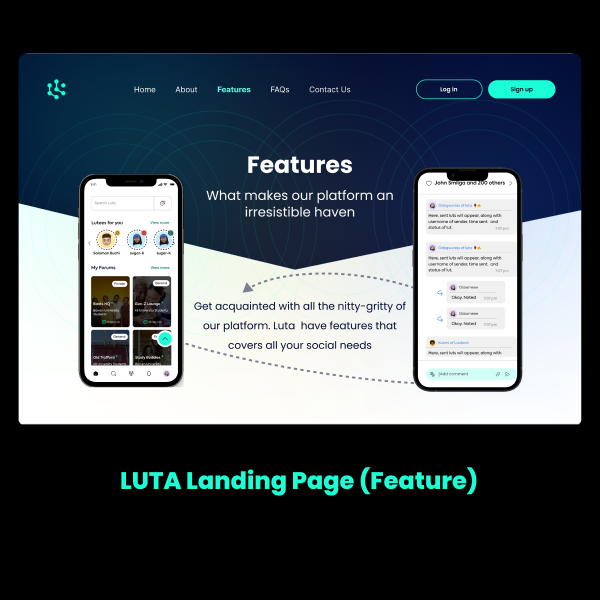 Home About Features FAQs Contact Us Log in Sign up
Features
What makes our platform an
irresistible haven
Search Luta
Lutees for you View more
Solomon Buchi sugar-R sugar-R
My Forums View more
Private General
Boots HQ Gen-Z Lounge
General
Old Trafford Study Buddies
John Smilga and 200 others
Here, sent luts will appear, along with
username of sender, time sent, and
status of lut.
Here, sent luts will appear, along with
username of sender, time sent, and
status of lut.
Okay. Noted
Okay. Noted
Here, sent luts will appear, along with
Add comment
Get acquainted with all the nitty-gritty of
our platform. Luta have features that
covers all your social needs
LUTA Landing Page (Feature)